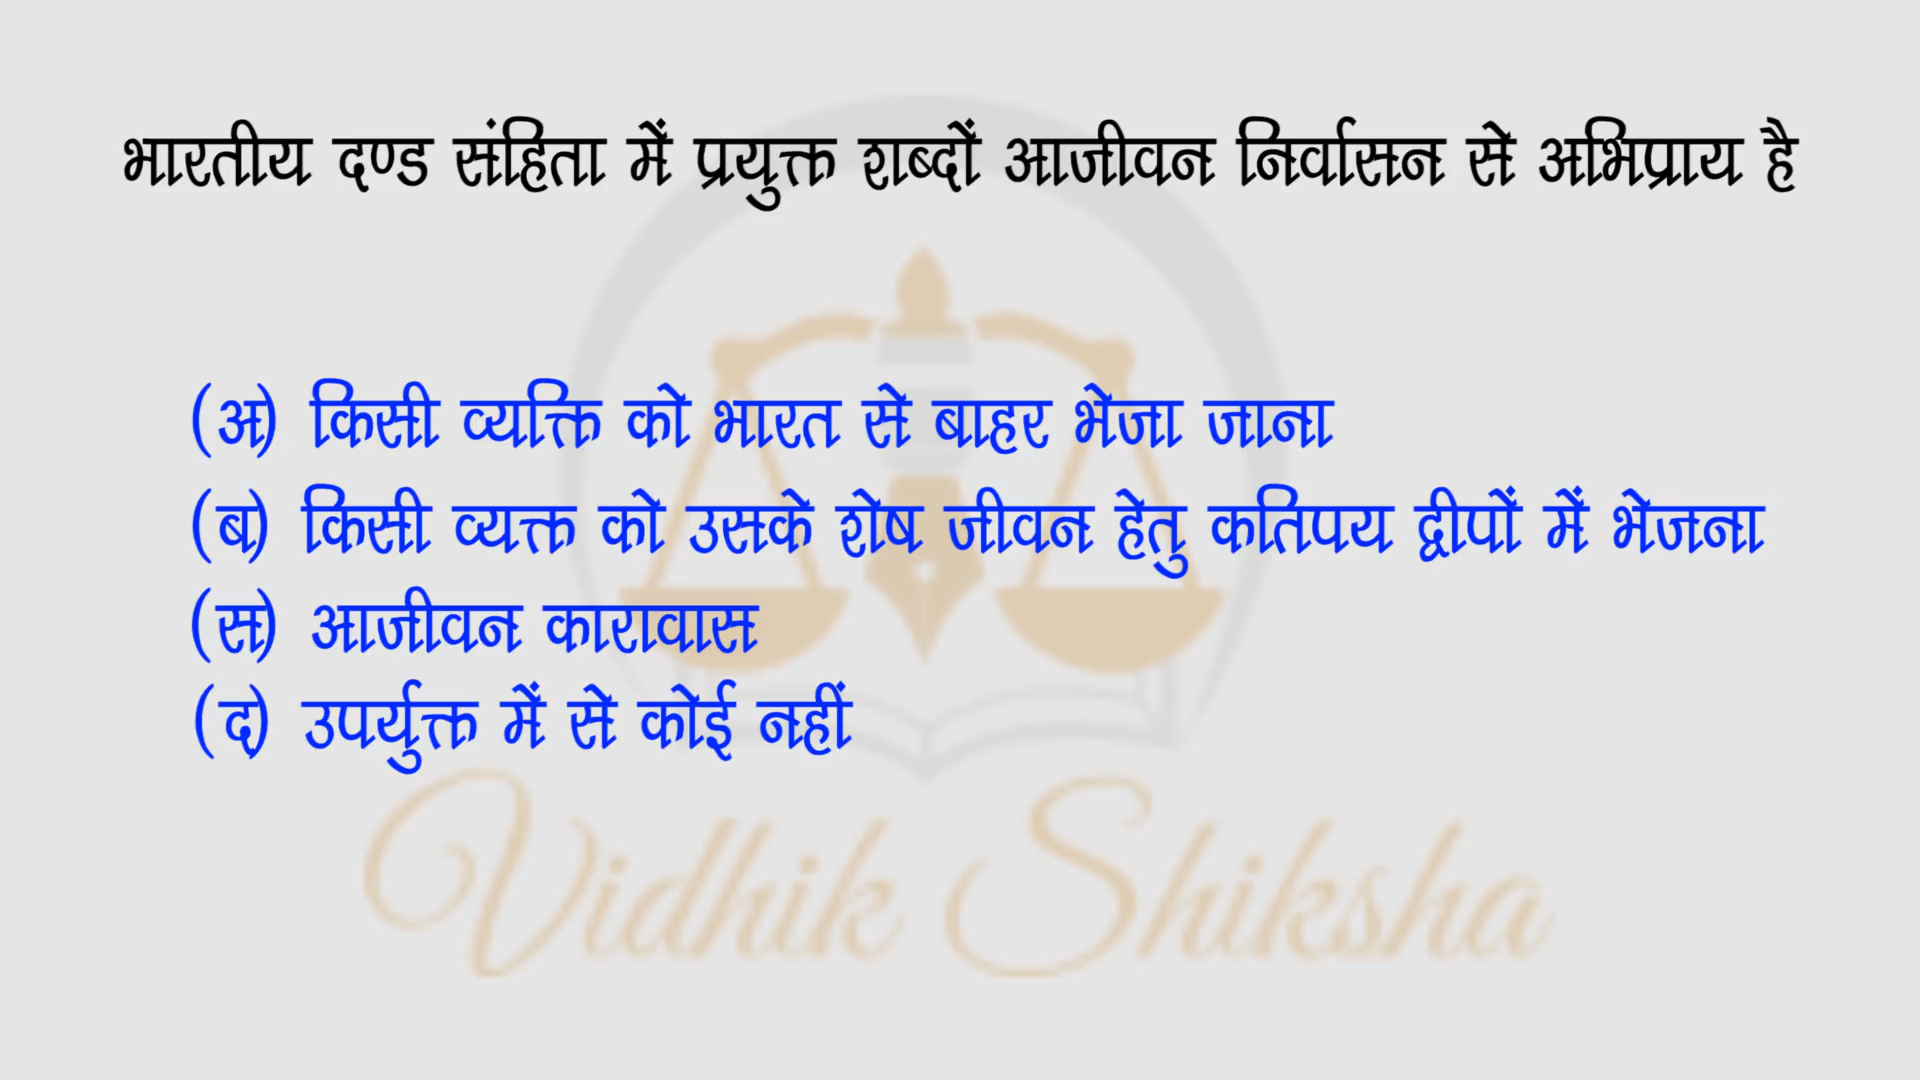 भारतीय दण्ड संहिता में प्रयुक्त शब्दों आजीवन निर्वासन से अभिप्राय है
(अ) किसी व्यक्ति को भारत से बाहर भेजा जाना
(ब) किसी व्यक्त को उसके शेष जीवन हेतु कतिपय द्वीपों में भेजना
(स) आजीवन कारावास
(द) उपर्युक्त में से कोई नहीं
Vidhik Shiksha